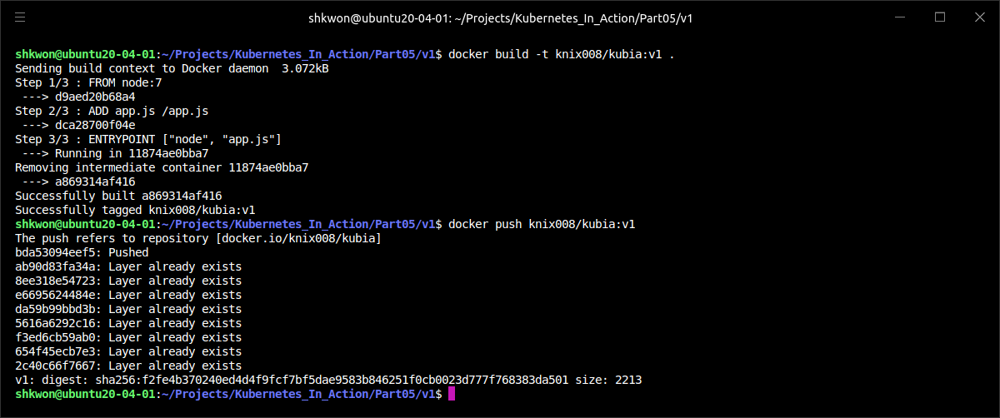 shkwon@ubuntu20-04-01: ~/Projects/Kubernetes_In_Action/Part05/v1
shkwon@ubuntu20-04-01:~/Projects/Kubernetes_In_Action/Part05/v1$ docker build -t knix008/kubia:v1 .
Sending build context to Docker daemon  3.072kB
Step 1/3 : FROM node:7
 ---> d9aed20b68a4
Step 2/3 : ADD app.js /app.js
 ---> dca28700f04e
Step 3/3 : ENTRYPOINT ["node", "app.js"]
 ---> Running in 11874ae0bba7
Removing intermediate container 11874ae0bba7
 ---> a869314af416
Successfully built a869314af416
Successfully tagged knix008/kubia:v1
shkwon@ubuntu20-04-01:~/Projects/Kubernetes_In_Action/Part05/v1$ docker push knix008/kubia:v1
The push refers to repository [docker.io/knix008/kubia]
bda53094eef5: Pushed
ab90d83fa34a: Layer already exists
8ee318e54723: Layer already exists
e6695624484e: Layer already exists
da59b99bbd3b: Layer already exists
5616a6292c16: Layer already exists
f3ed6cb59ab0: Layer already exists
654f45ecb7e3: Layer already exists
2c40c66f7667: Layer already exists
v1: digest: sha256:f2fe4b370240ed4d4f9fcf7bf5dae9583b846251f0cb0023d777f768383da501 size: 2213
shkwon@ubuntu20-04-01:~/Projects/Kubernetes_In_Action/Part05/v1$